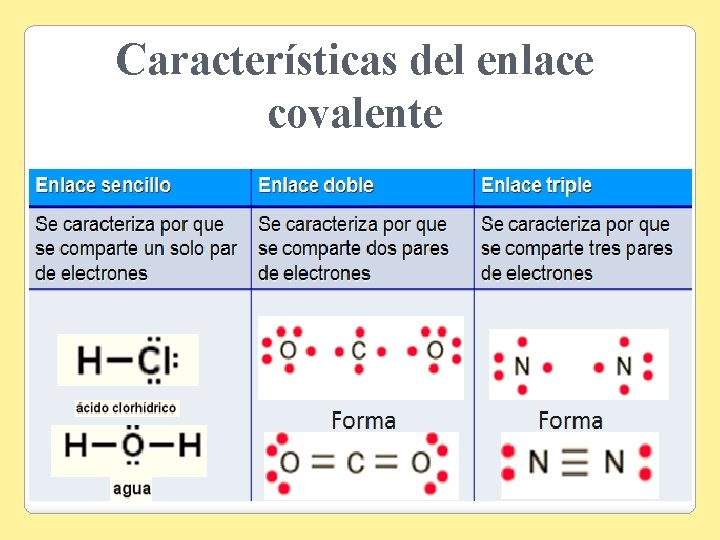 Características del enlace
covalente
Enlace sencillo
Se caracteriza por que
se comparte un solo par
de electrones
H–Cl:
ácido clorhídrico
H–O–H
agua
Enlace doble
Se caracteriza por que
se comparte dos pares
de electrones
O C O
Forma
O=C=O
Enlace triple
Se caracteriza por que
se comparte tres pares
de electrones
N N
Forma
N≡N